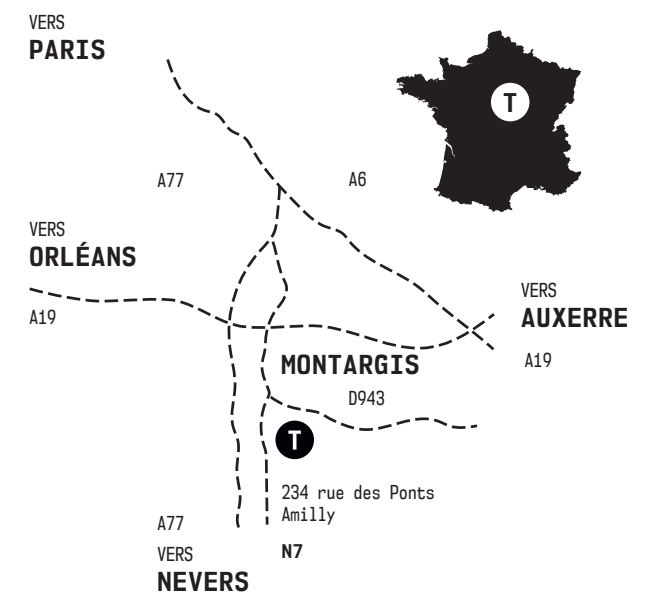 VERS
PARIS
T
A77
A6
VERS
ORLÉANS
A19
VERS
AUXERRE
A19
MONTARGIS
D943
T
234 rue des Ponts
Amilly
A77
VERS
NEVERS
N7